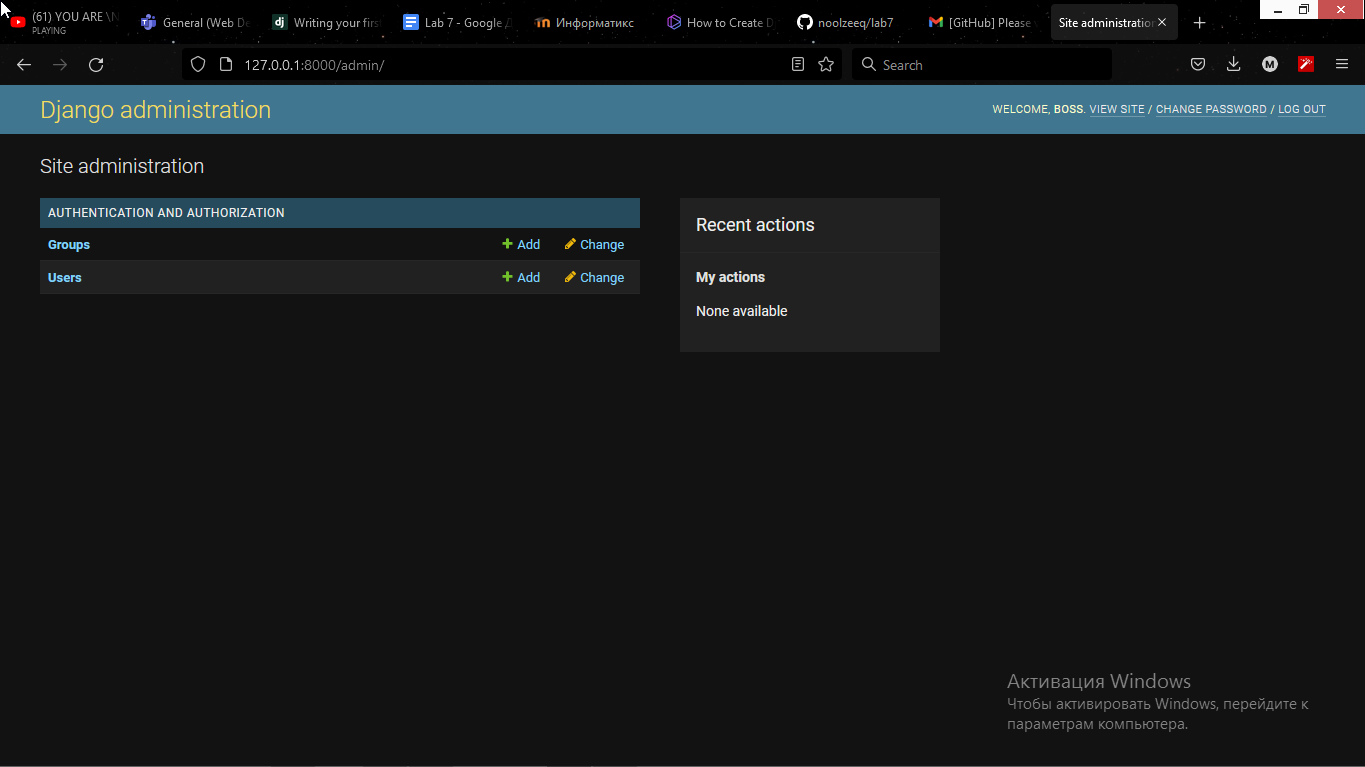 (61) YOU ARE \N
PLAYING
General (Web De
dj Writing your firs
Lab 7 - Google Д
Информатикс
How to Create D
noolzeeq/lab7
[GitHub] Please
Site administration
127.0.0.1:8000/admin/
Search
M
Django administration
WELCOME, BOSS. VIEW SITE / CHANGE PASSWORD / LOG OUT
Site administration
AUTHENTICATION AND AUTHORIZATION
Groups Add Change
Users Add Change
Recent actions
My actions
None available
Активация Windows
Чтобы активировать Windows, перейдите к
параметрам компьютера.